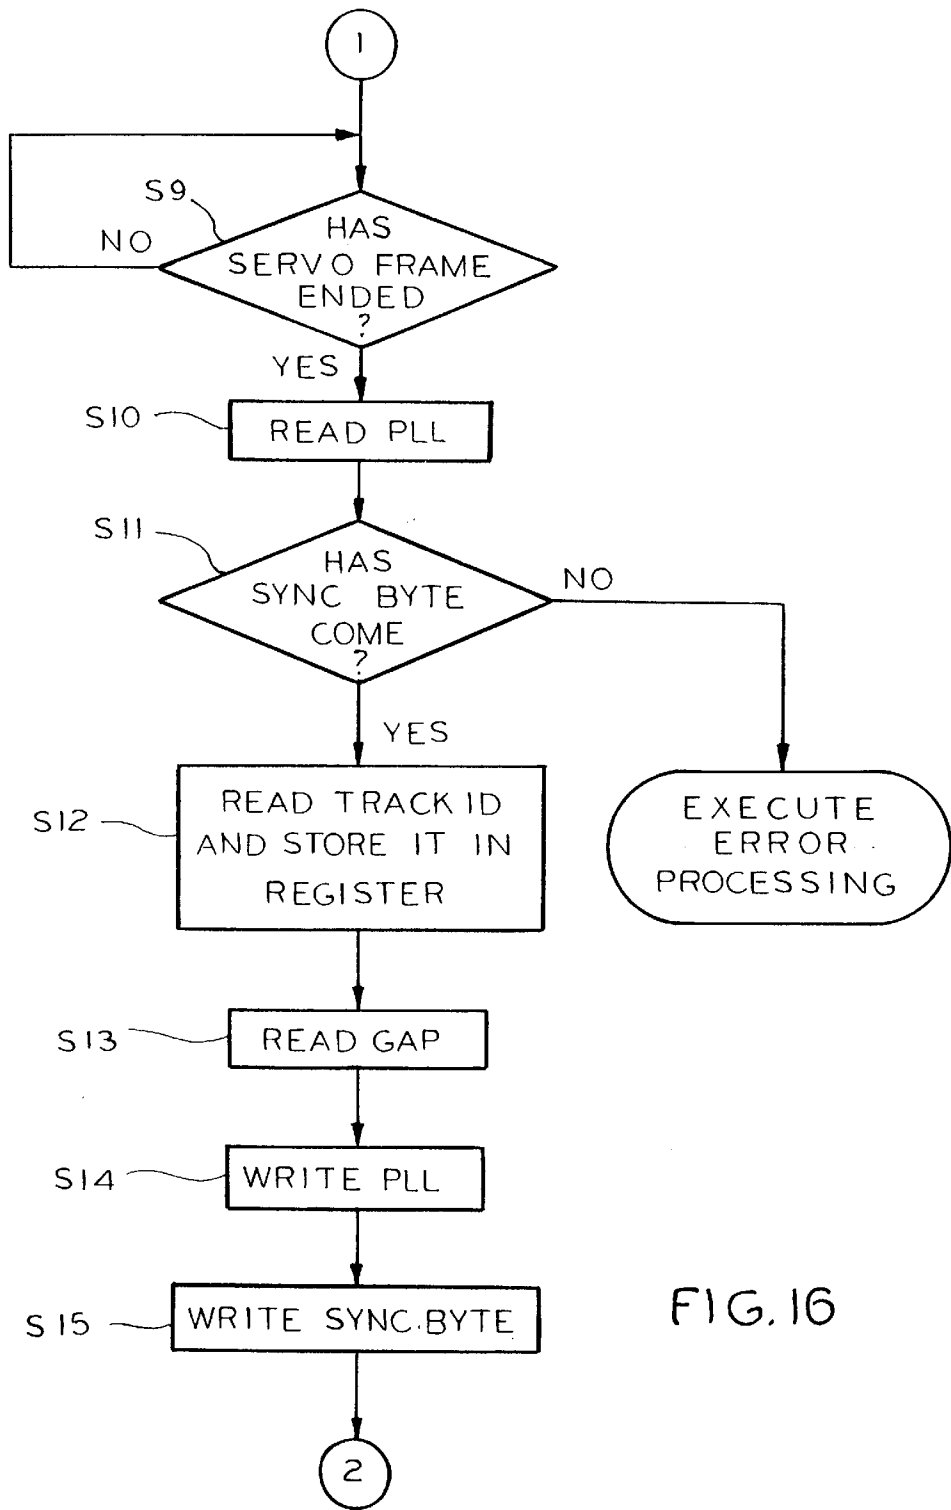 1
S9
HAS
SERVO FRAME
ENDED
?
NO
YES
S10
READ PLL
S11
HAS
SYNC BYTE
COME
?
NO
YES
S12
READ TRACK ID
AND STORE IT IN
REGISTER
EXECUTE
ERROR
PROCESSING
S13
READ GAP
S14
WRITE PLL
S15
WRITE SYNC.BYTE
FIG.16
2